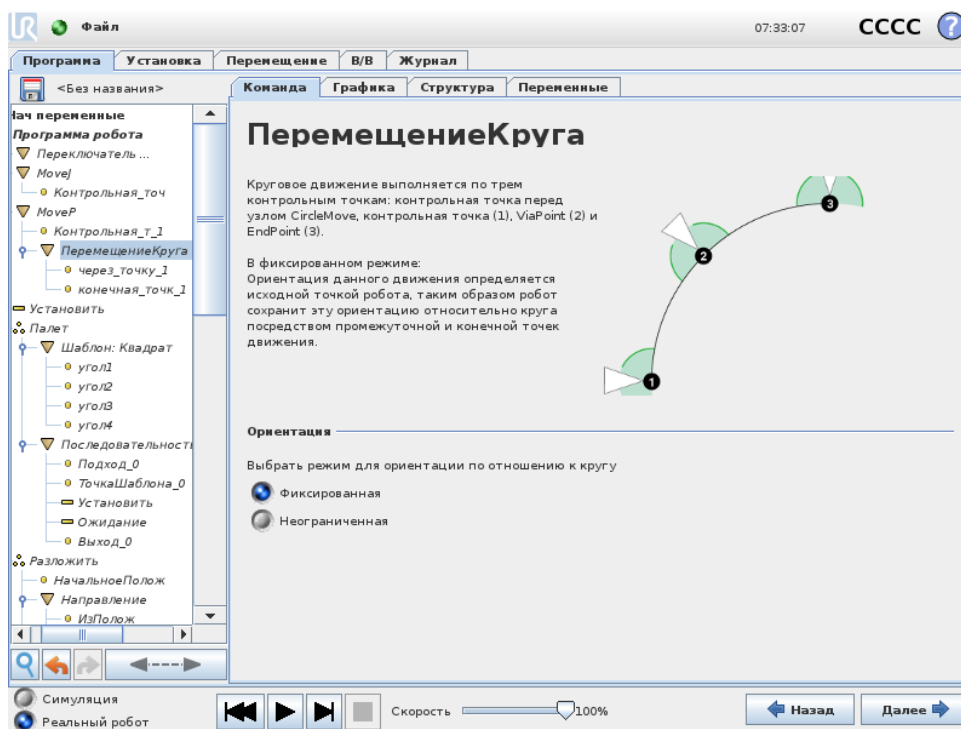 UR Файл 07:33:07 CCCC ?
Программа Установка Перемещение В/В Журнал
<Без названия>
Команда Графика Структура Переменные
Нач переменные
Программа робота
Переключатель ...
MoveJ
Контрольная_точ
MoveP
Контрольная_т_1
ПеремещениеКруга
через_точку_1
конечная_точк_1
Установить
Палет
Шаблон: Квадрат
угол1
угол2
угол3
угол4
Последовательность
Подход_0
ТочкаШаблона_0
Установить
Ожидание
Выход_0
Разложить
НачальноеПолож
Направление
ИзПолож
ПеремещениеКруга
Круговое движение выполняется по трем
контрольным точкам: контрольная точка перед
узлом CircleMove, контрольная точка (1), ViaPoint (2) и
EndPoint (3).
В фиксированном режиме:
Ориентация данного движения определяется
исходной точкой робота, таким образом робот
сохранит эту ориентацию относительно круга
посредством промежуточной и конечной точек
движения.
3
2
1
Ориентация
Выбрать режим для ориентации по отношению к кругу
Фиксированная
Неограниченная
Симуляция
Реальный робот
Скорость 100%
Назад Далее